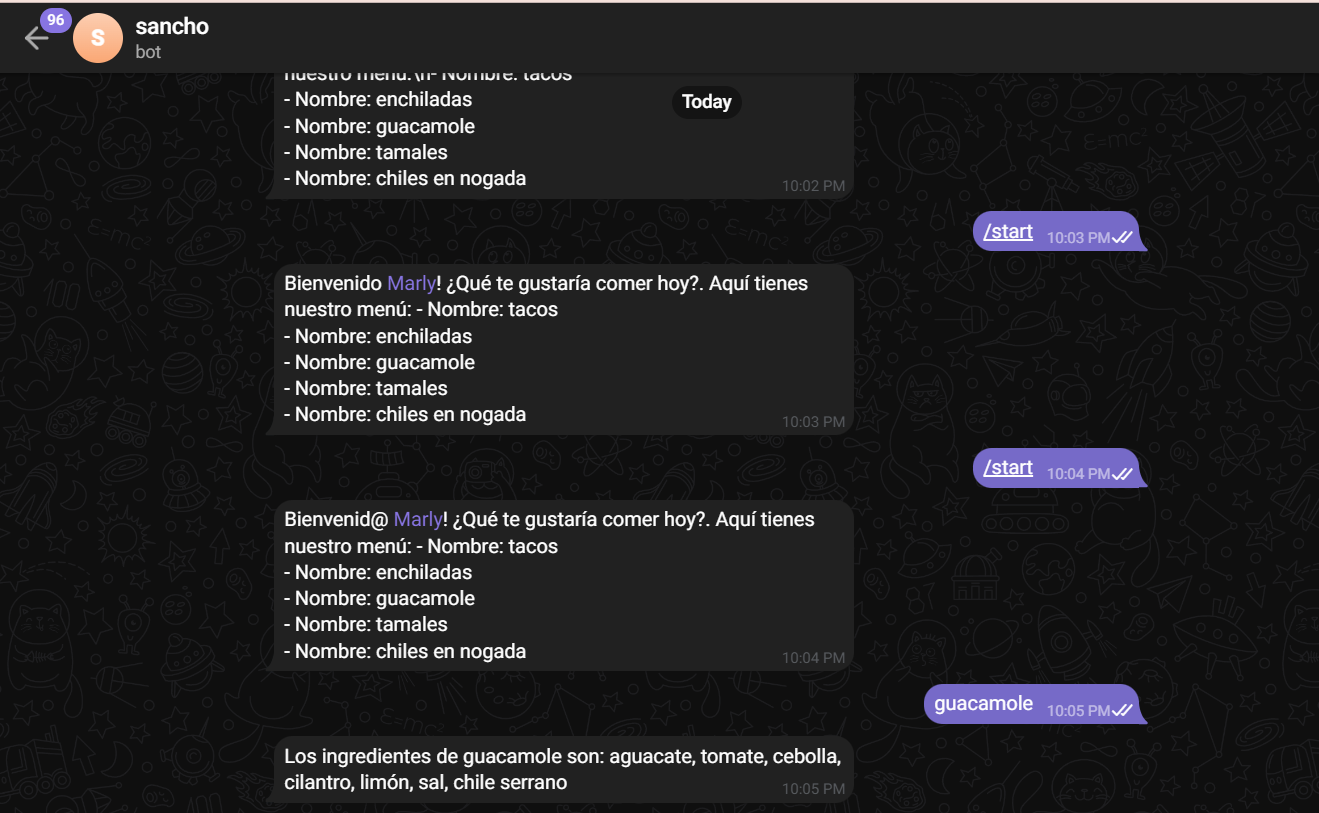 96
S
sancho
bot
nuestro menú:\n- Nombre: tacos
- Nombre: enchiladas
Today
- Nombre: guacamole
- Nombre: tamales
- Nombre: chiles en nogada
10:02 PM
/start 10:03 PM
Bienvenido Marly! ¿Qué te gustaría comer hoy?. Aquí tienes
nuestro menú: - Nombre: tacos
- Nombre: enchiladas
- Nombre: guacamole
- Nombre: tamales
- Nombre: chiles en nogada
10:03 PM
/start 10:04 PM
Bienvenid@ Marly! ¿Qué te gustaría comer hoy?. Aquí tienes
nuestro menú: - Nombre: tacos
- Nombre: enchiladas
- Nombre: guacamole
- Nombre: tamales
- Nombre: chiles en nogada
10:04 PM
guacamole 10:05 PM
Los ingredientes de guacamole son: aguacate, tomate, cebolla,
cilantro, limón, sal, chile serrano
10:05 PM